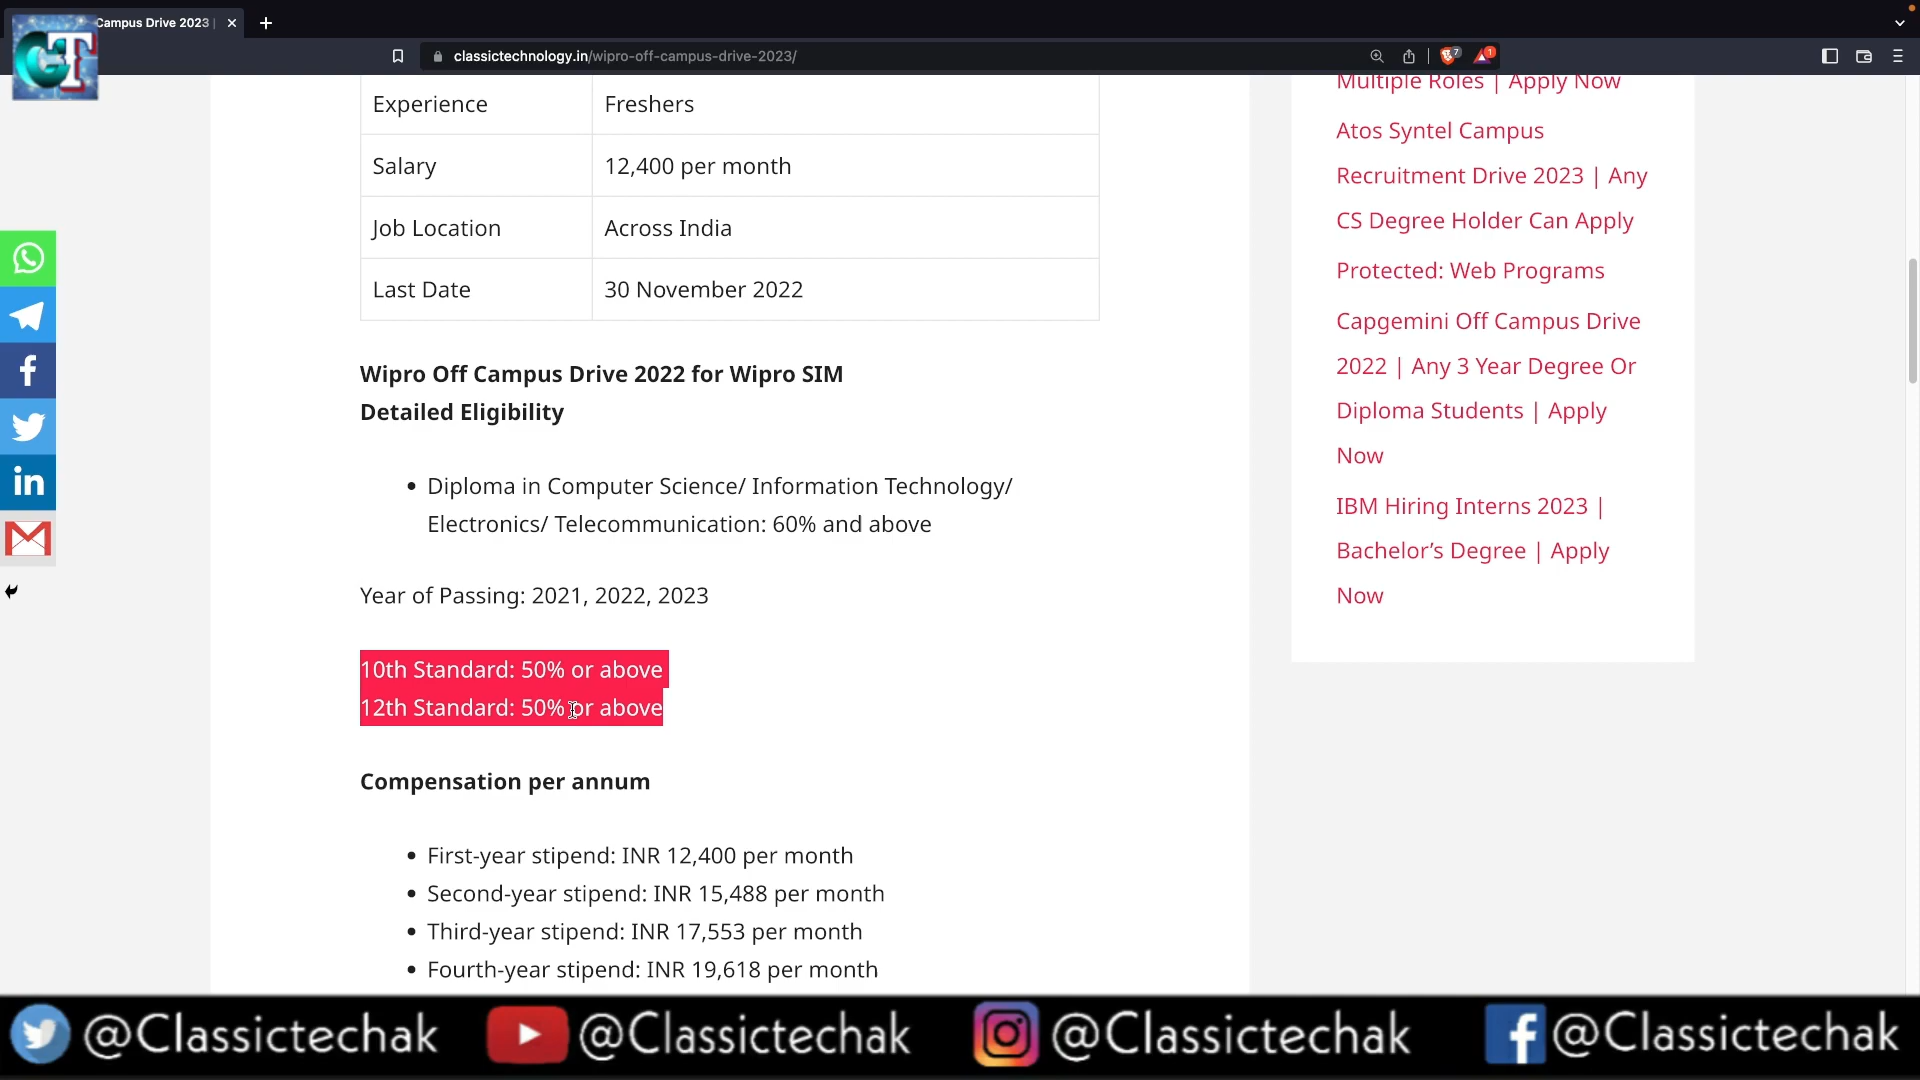 Campus Drive 2023 |
CT
classictechnology.in/wipro-off-campus-drive-2023/
7
1
Experience
Freshers
Salary
12,400 per month
Job Location
Across India
Last Date
30 November 2022
Wipro Off Campus Drive 2022 for Wipro SIM
Detailed Eligibility
Diploma in Computer Science/ Information Technology/
Electronics/ Telecommunication: 60% and above
Year of Passing: 2021, 2022, 2023
10th Standard: 50% or above
12th Standard: 50% or above
Compensation per annum
First-year stipend: INR 12,400 per month
Second-year stipend: INR 15,488 per month
Third-year stipend: INR 17,553 per month
Fourth-year stipend: INR 19,618 per month
Multiple Roles | Apply Now
Atos Syntel Campus
Recruitment Drive 2023 | Any
CS Degree Holder Can Apply
Protected: Web Programs
Capgemini Off Campus Drive
2022 | Any 3 Year Degree Or
Diploma Students | Apply
Now
IBM Hiring Interns 2023 |
Bachelor’s Degree | Apply
Now
@Classictechak
@Classictechak
@Classictechak
@Classictechak